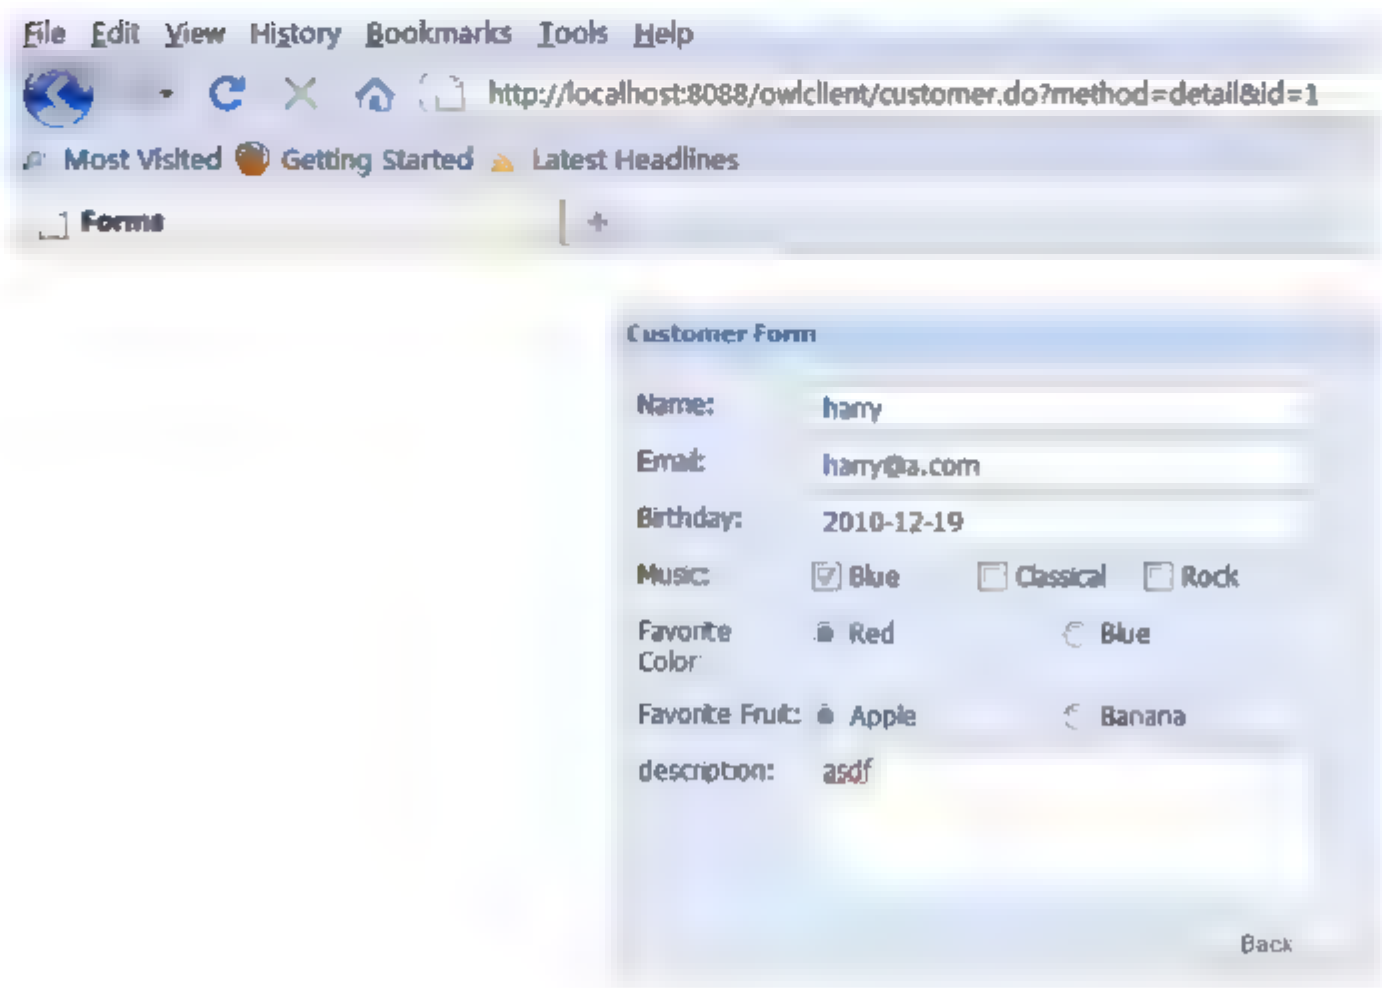 File Edit View History Bookmarks Tools Help
http://localhost:8088/owlclient/customer.do?method=detail&id=1
Most Visited Getting Started Latest Headlines
Forms +
Customer Form
Name: harry
Email: harry@a.com
Birthday: 2010-12-19
Music: Blue Classical Rock
Favorite Red Blue
Color:
Favorite Fruit: Apple Banana
description: asdf
Back